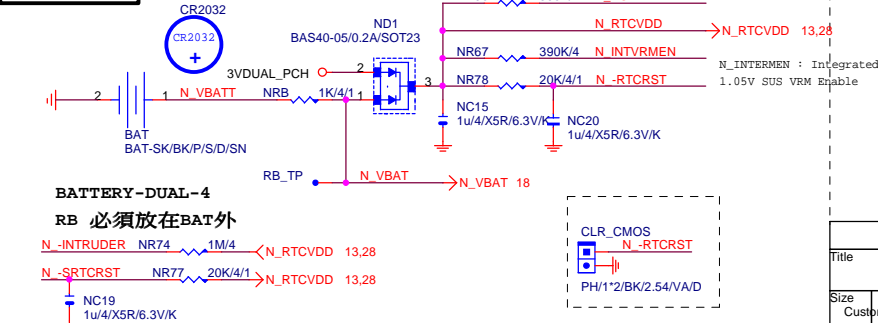 CR2032
CR2032
+
ND1
BAS40-05/0.2A/SOT23
3VDUAL_PCH
2
1
3
N_RTCVDD
N_RTCVDD 13,28
NR67 390K/4 N_INTVRMEN
N_INTERMEN : Integrated
1.05V SUS VRM Enable
NR78 20K/4/1 N_-RTCRST
2
1
N_VBATT
NRB
1K/4/1
BAT
BAT-SK/BK/P/S/D/SN
NC15
1u/4/X5R/6.3V/K
NC20
1u/4/X5R/6.3V/K
RB_TP
N_VBAT
N_VBAT 18
BATTERY-DUAL-4
RB 必須放在BAT外
N_-INTRUDER NR74 1M/4 N_RTCVDD 13,28
N_-SRTCRST NR77 20K/4/1 N_RTCVDD 13,28
NC19
1u/4/X5R/6.3V/K
CLR_CMOS
N_-RTCRST
PH/1*2/BK/2.54/VA/D
Title
Size